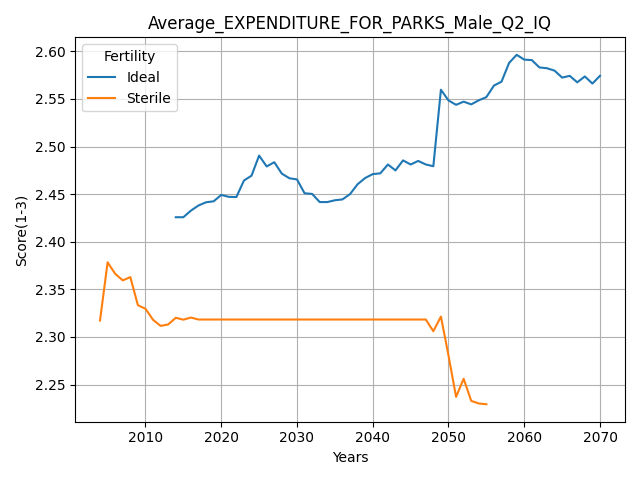 Average_EXPENDITURE_FOR_PARKS_Male_Q2_IQ
Fertility
Ideal
Sterile
Score(1-3)
2.60
2.55
2.50
2.45
2.40
2.35
2.30
2.25
2010 2020 2030 2040 2050 2060 2070
Years